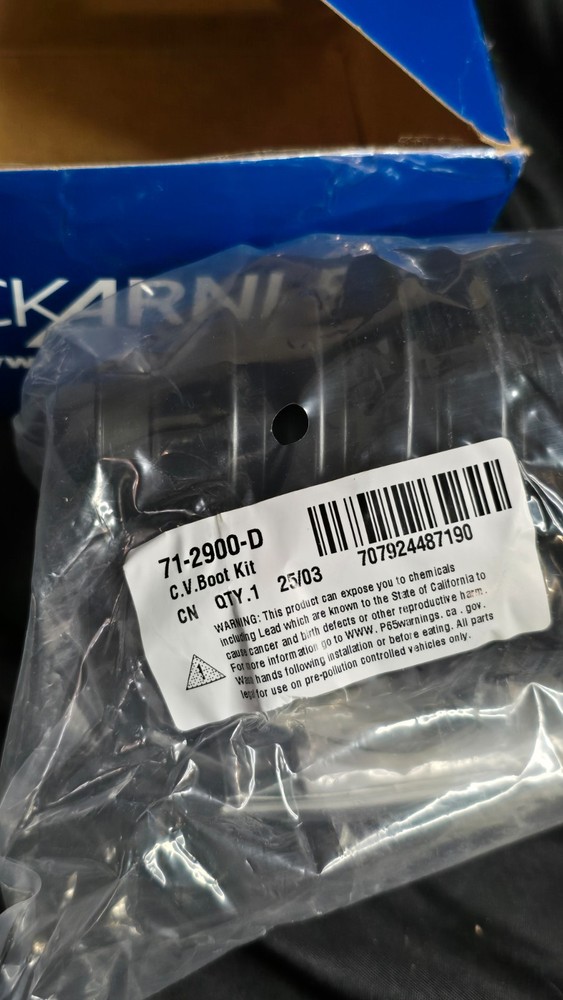 CKARNL
71-2900-D
C.V.Boot Kit
CN QTY.1 25/03
707924487190
WARNING: This product can expose you to chemicals
including Lead which are known to the State of California to
cause cancer and birth defects or other reproductive harm.
For more information go to WWW.P65warnings.ca.gov.
Wash hands following installation or before eating. All parts
legal for use on pre-pollution controlled vehicles only.